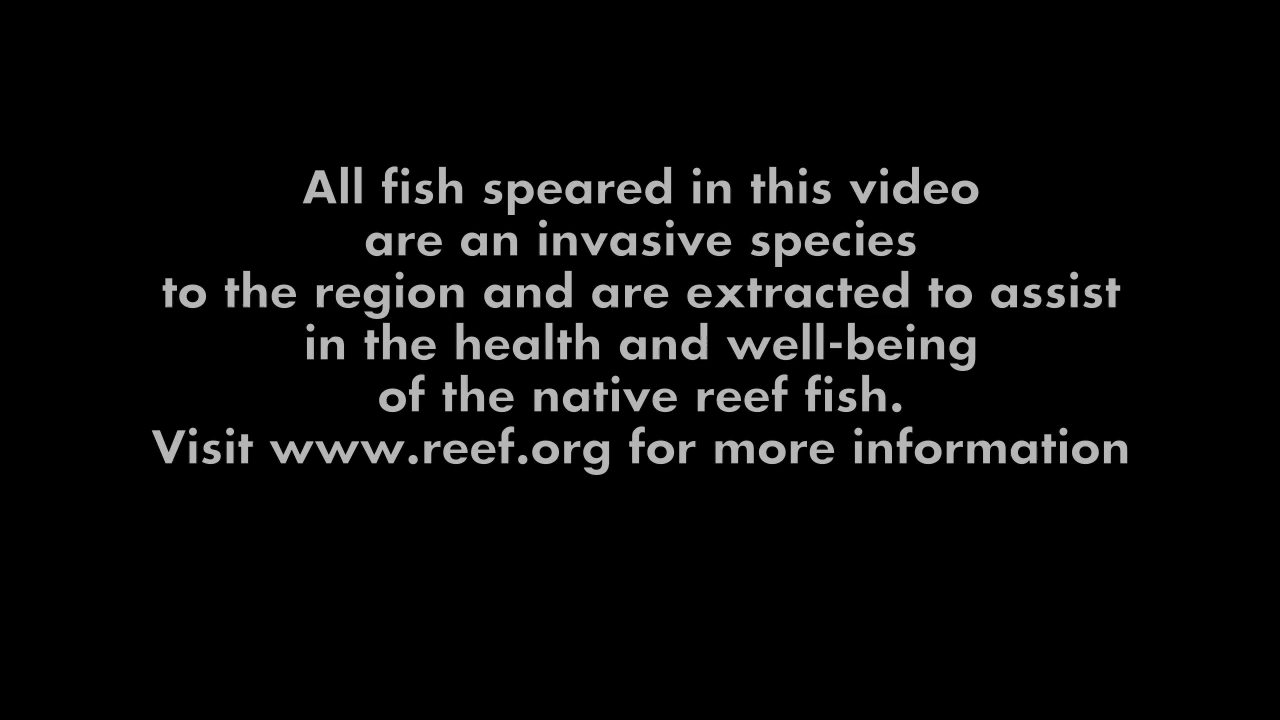 All fish speared in this video
are an invasive species
to the region and are extracted to assist
in the health and well-being
of the native reef fish.
Visit www.reef.org for more information